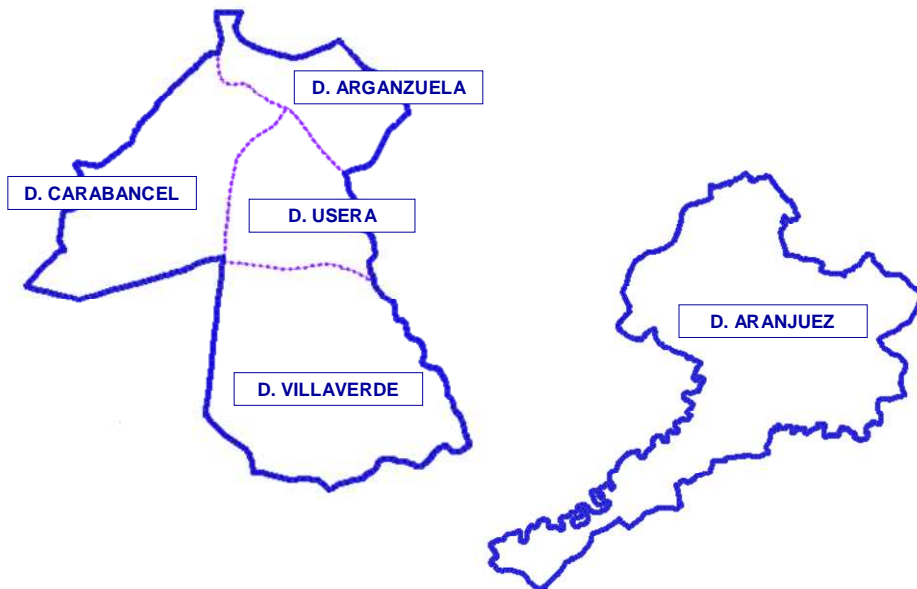 D. ARGANZUELA
D. CARABANCEL
D. USERA
D. ARANJUEZ
D. VILLAVERDE